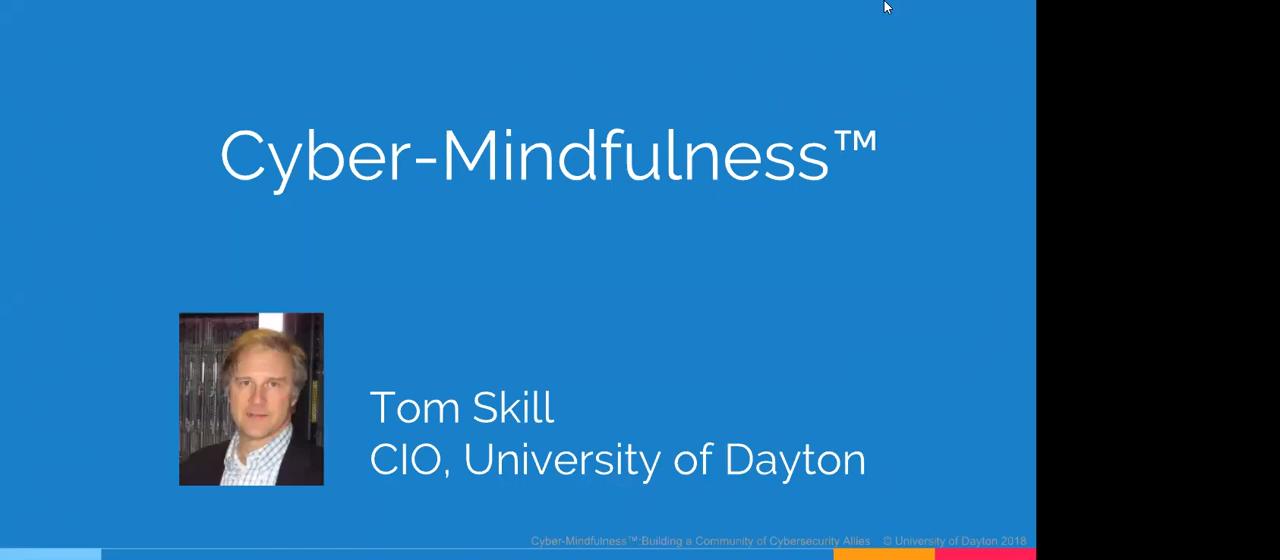 Cyber-Mindfulness™
Tom Skill
CIO, University of Dayton
Cyber-Mindfulness™:Building a Community of Cybersecurity Allies © University of Dayton 2018